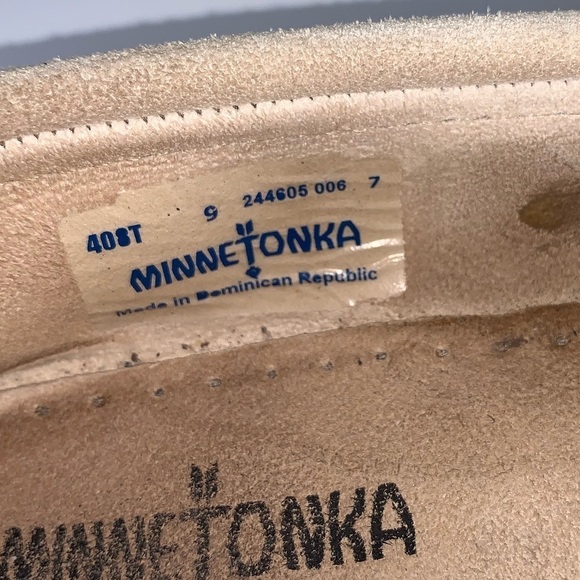 408T 9 244605 006 7
MINNETONKA
Made in Dominican Republic
MINNETONKA